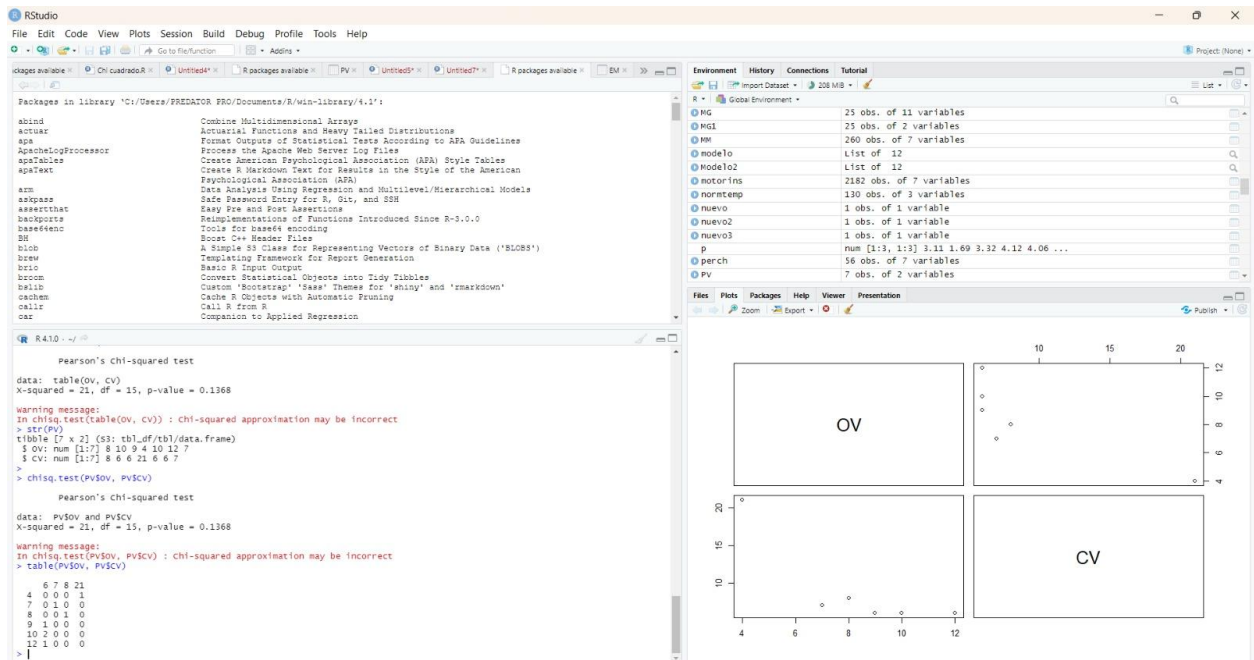 RStudio
File Edit Code View Plots Session Build Debug Profile Tools Help
Go to file/function Addins Project: (None)
ckages available Chi cuadrado.R Untitled4* R packages available PV Untitled5* Untitled7* R packages available EM
Packages in library 'C:/Users/PREDATOR PRO/Documents/R/win-library/4.1':
abind Combine Multidimensional Arrays
actuar Actuarial Functions and Heavy Tailed Distributions
apa Format Outputs of Statistical Tests According to APA Guidelines
ApacheLogProcessor Process the Apache Web Server Log Files
apaTables Create American Psychological Association (APA) Style Tables
apaText Create R Markdown Text for Results in the Style of the American
Psychological Association (APA)
arm Data Analysis Using Regression and Multilevel/Hierarchical Models
askpass Safe Password Entry for R, Git, and SSH
assertthat Easy Pre and Post Assertions
backports Reimplementations of Functions Introduced Since R-3.0.0
base64enc Tools for base64 encoding
BH Boost C++ Header Files
blob A Simple S3 Class for Representing Vectors of Binary Data ('BLOBS')
brew Templating Framework for Report Generation
brio Basic R Input Output
broom Convert Statistical Objects into Tidy Tibbles
bslib Custom 'Bootstrap' 'Sass' Themes for 'shiny' and 'rmarkdown'
cachem Cache R Objects with Automatic Pruning
callr Call R from R
car Companion to Applied Regression
R 4.1.0 · ~/
Pearson's Chi-squared test
data: table(OV, CV)
X-squared = 21, df = 15, p-value = 0.1368
Warning message:
In chisq.test(table(OV, CV)) : Chi-squared approximation may be incorrect
> str(PV)
tibble [7 x 2] (S3: tbl_df/tbl/data.frame)
$ OV: num [1:7] 8 10 9 4 10 12 7
$ CV: num [1:7] 8 6 6 21 6 6 7
>
> chisq.test(PV$OV, PV$CV)
Pearson's Chi-squared test
data: PV$OV and PV$CV
X-squared = 21, df = 15, p-value = 0.1368
Warning message:
In chisq.test(PV$OV, PV$CV) : Chi-squared approximation may be incorrect
> table(PV$OV, PV$CV)
6 7 8 21
4 0 0 0 1
7 0 1 0 0
8 0 0 1 0
9 1 0 0 0
10 2 0 0 0
12 1 0 0 0
>
Environment History Connections Tutorial
Import Dataset 208 MiB List
R Global Environment
MG 25 obs. of 11 variables
MG1 25 obs. of 2 variables
MM 260 obs. of 7 variables
modelo List of 12
Modelo2 List of 12
motorins 2182 obs. of 7 variables
normtemp 130 obs. of 3 variables
nuevo 1 obs. of 1 variable
nuevo2 1 obs. of 1 variable
nuevo3 1 obs. of 1 variable
p num [1:3, 1:3] 3.11 1.69 3.32 4.12 4.06 ...
perch 56 obs. of 7 variables
PV 7 obs. of 2 variables
Files Plots Packages Help Viewer Presentation
Zoom Export Publish
10 15 20
OV
4 6 8 10 12
10 15 20
CV
4 6 8 10 12